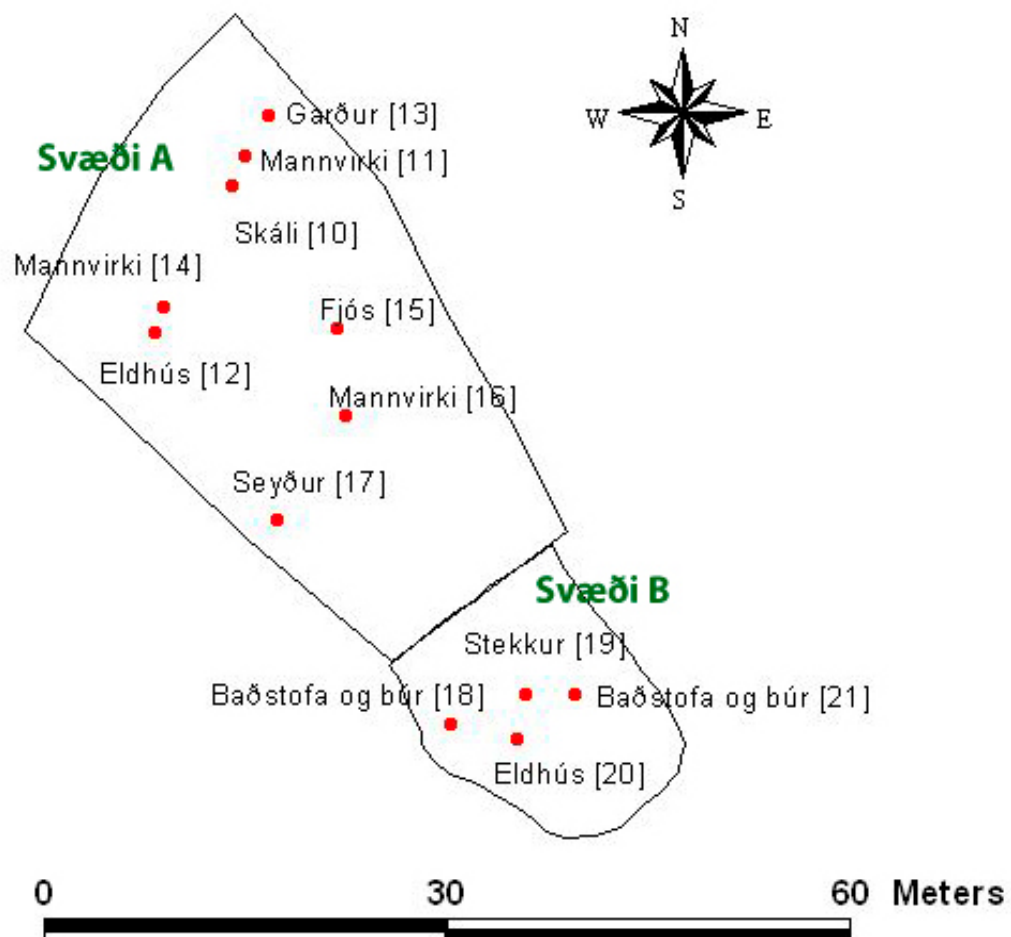 N
Garður [13]
W
E
Svæði A
Mannvirki [11]
S
Skáli [10]
Mannvirki [14]
Fjós [15]
Eldhús [12]
Mannvirki [16]
Seyður [17]
Svæði B
Stekkur [19]
Baðstofa og búr [18]
Baðstofa og búr [21]
Eldhús [20]
0 30 60 Meters